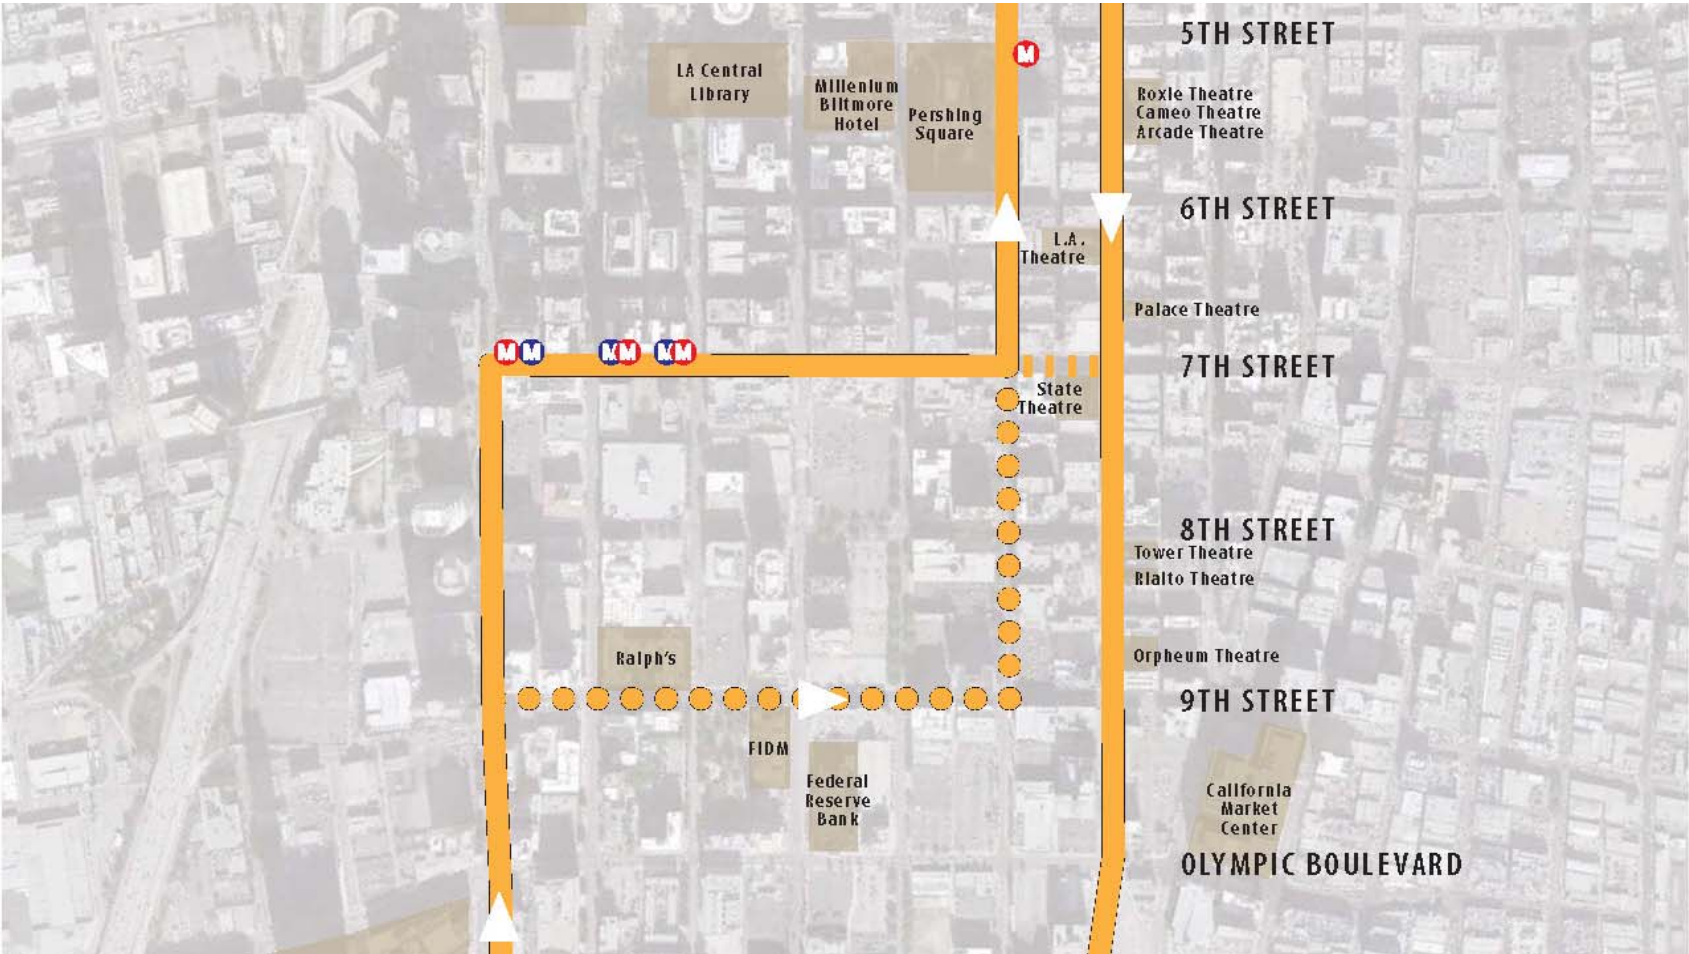 5TH STREET
M
LA Central
Library
Millenium
Biltmore
Hotel
Pershing
Square
Roxie Theatre
Cameo Theatre
Arcade Theatre
6TH STREET
L.A.
Theatre
Palace Theatre
M M
M M
M M
7TH STREET
State
Theatre
8TH STREET
Tower Theatre
Rialto Theatre
Ralph's
Orpheum Theatre
9TH STREET
FIDM
Federal
Reserve
Bank
California
Market
Center
OLYMPIC BOULEVARD